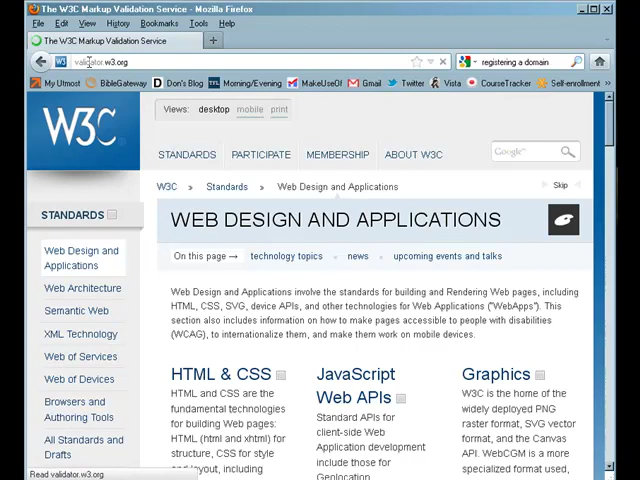 The W3C Markup Validation Service - Mozilla Firefox
File Edit View History Bookmarks Tools Help
The W3C Markup Validation Service
W3C validator.w3.org registering a domain
My Utmost BibleGateway Don's Blog Morning/Evening MakeUseOf Gmail Twitter Vista CourseTracker Self-enrollment
W3C
Views: desktop mobile print
STANDARDS PARTICIPATE MEMBERSHIP ABOUT W3C Google
W3C » Standards » Web Design and Applications Skip
STANDARDS
WEB DESIGN AND APPLICATIONS
On this page → technology topics news upcoming events and talks
Web Design and Applications
Web Architecture
Semantic Web
XML Technology
Web of Services
Web of Devices
Browsers and Authoring Tools
All Standards and Drafts
Web Design and Applications involve the standards for building and Rendering Web pages, including
HTML, CSS, SVG, device APIs, and other technologies for Web Applications ("WebApps"). This
section also includes information on how to make pages accessible to people with disabilities
(WCAG), to internationalize them, and make them work on mobile devices.
HTML & CSS
HTML and CSS are the
fundamental technologies
for building Web pages:
HTML (html and xhtml) for
structure, CSS for
style and layout, including
JavaScript
Web APIs
Standard APIs for
client-side Web
Application development
include those for
Geolocation
Graphics
W3C is the home of the
widely deployed PNG
raster format, SVG vector
format, and the Canvas
API. WebCGM is a more
specialized format used,
Read validator.w3.org